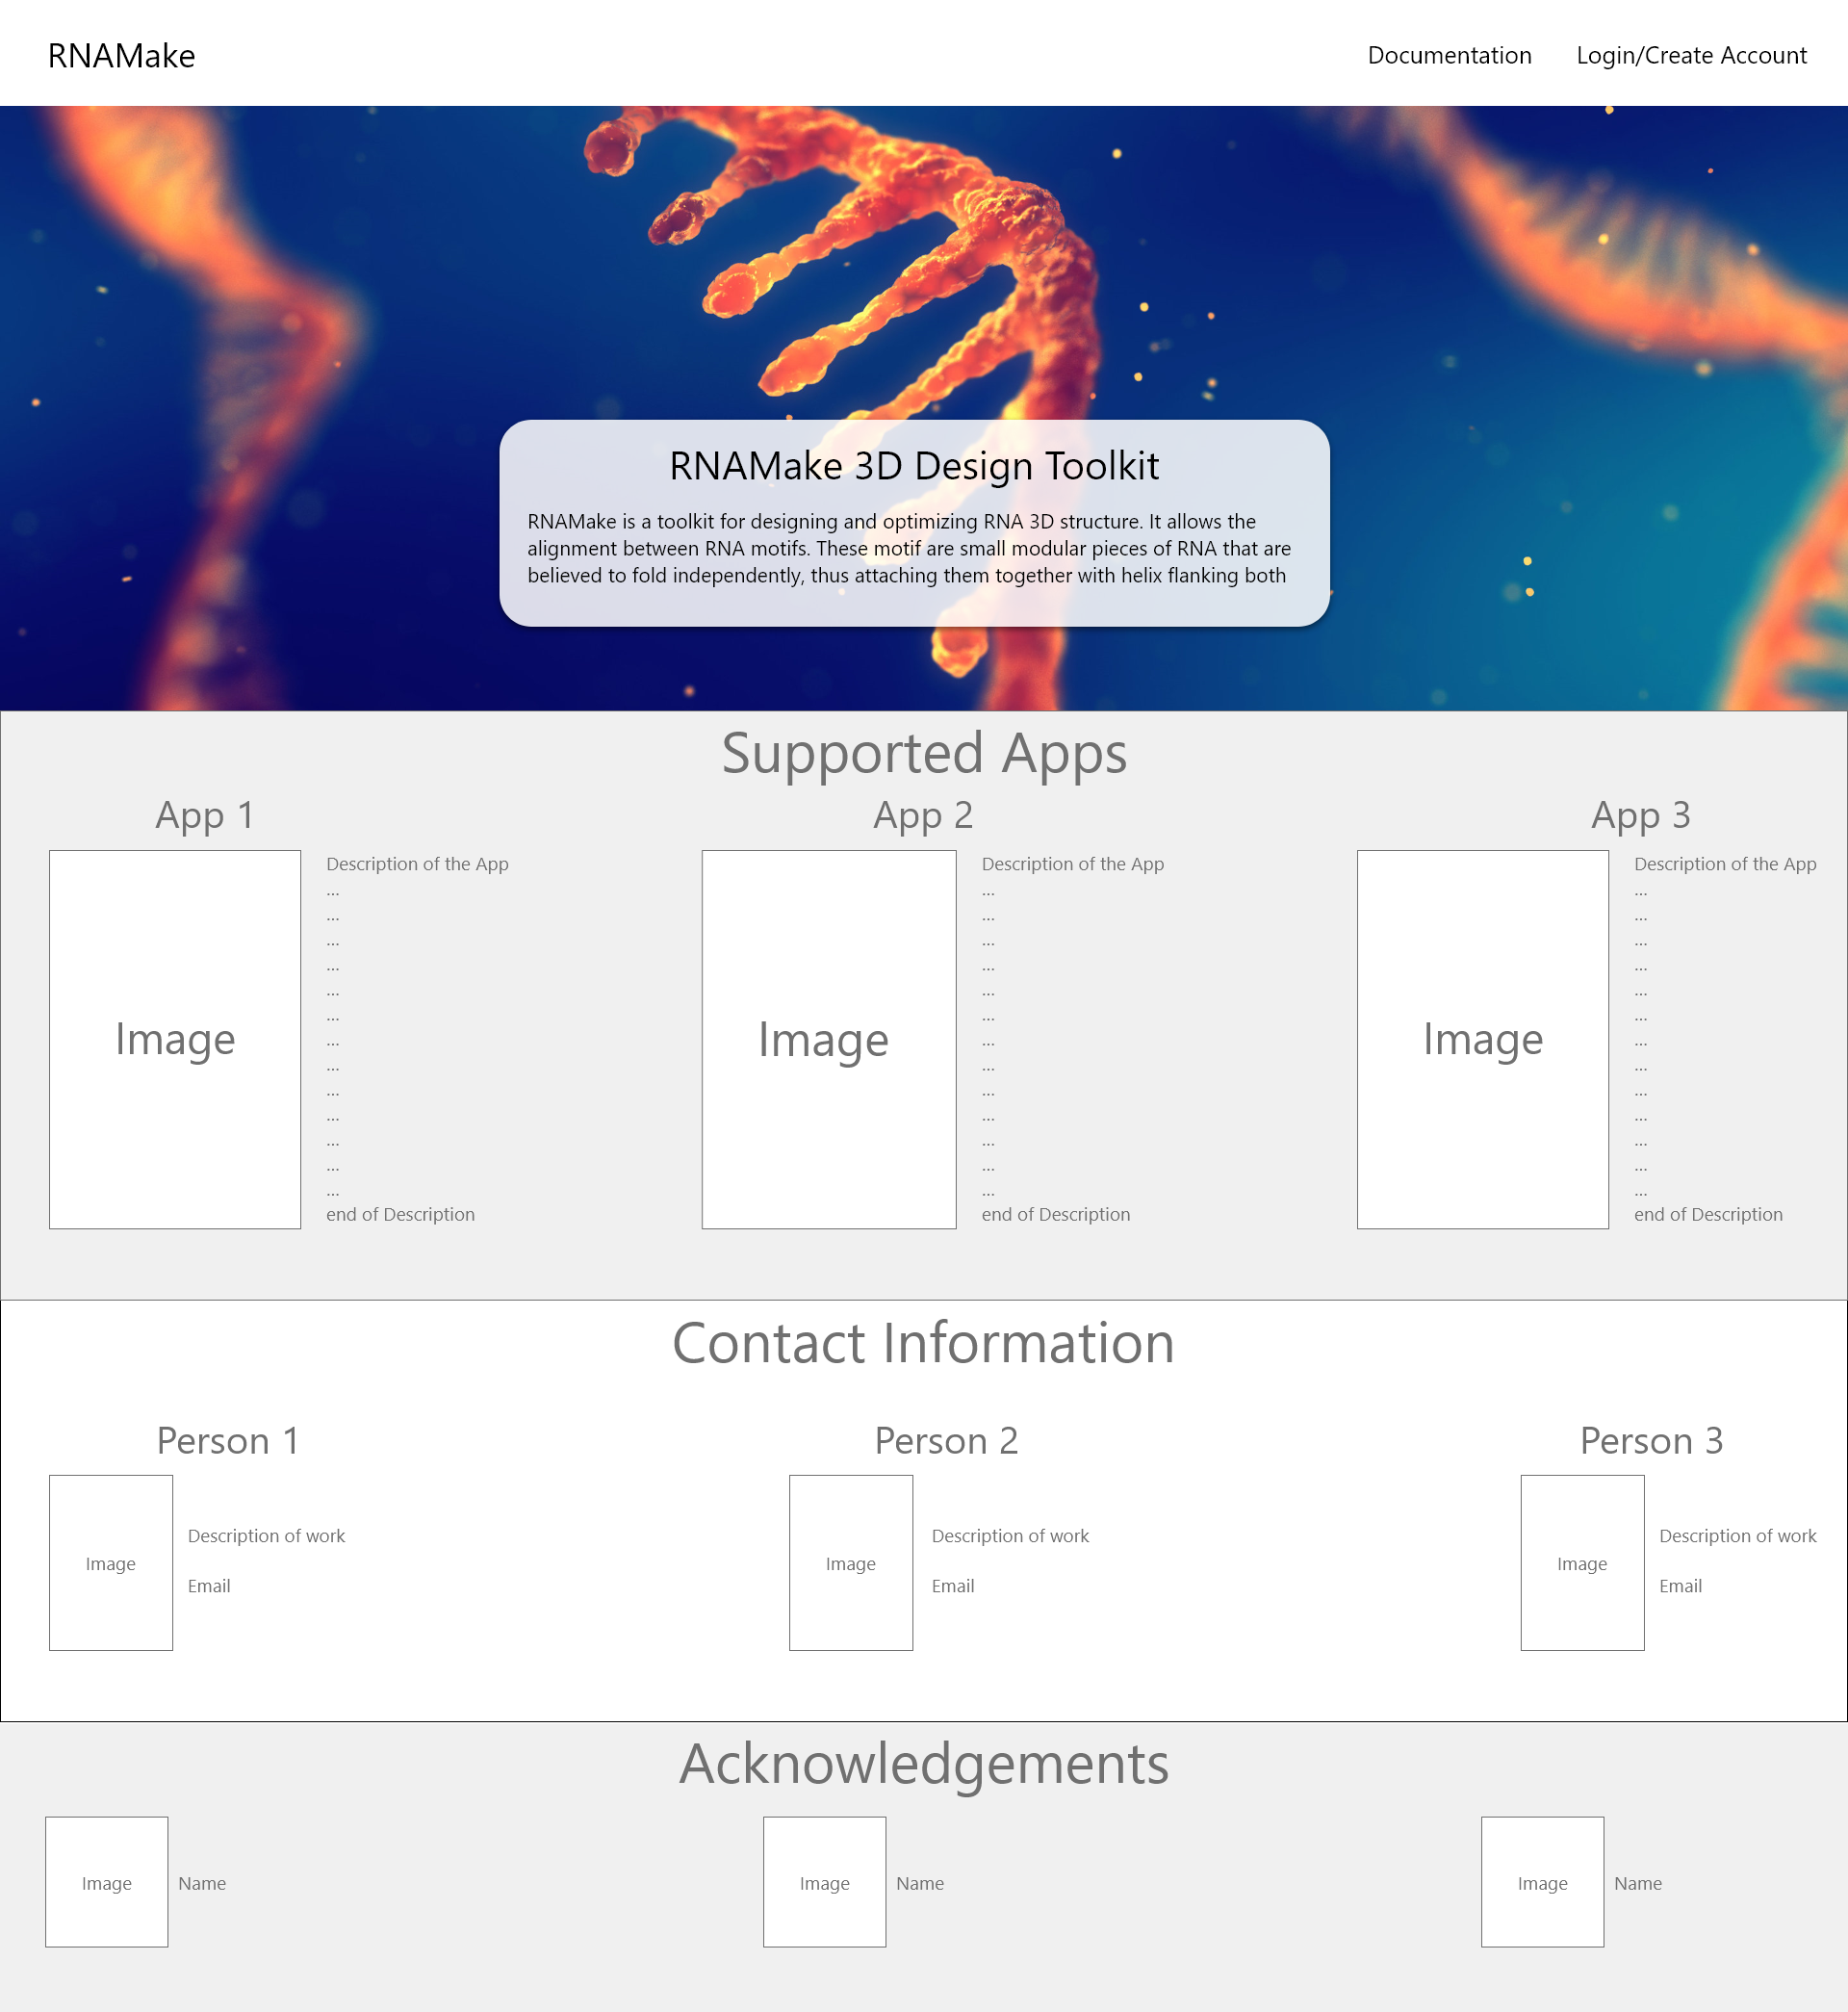 RNAMake
Documentation
Login/Create Account
RNAMake 3D Design Toolkit
RNAMake is a toolkit for designing and optimizing RNA 3D structure. It allows the
alignment between RNA motifs. These motif are small modular pieces of RNA that are
believed to fold independently, thus attaching them together with helix flanking both
Supported Apps
App 1
Image
Description of the App
...
...
...
...
...
...
...
...
...
...
...
...
...
end of Description
App 2
Image
Description of the App
...
...
...
...
...
...
...
...
...
...
...
...
...
end of Description
App 3
Image
Description of the App
...
...
...
...
...
...
...
...
...
...
...
...
...
end of Description
Contact Information
Person 1
Image
Description of work
Email
Person 2
Image
Description of work
Email
Person 3
Image
Description of work
Email
Acknowledgements
Image
Name
Image
Name
Image
Name